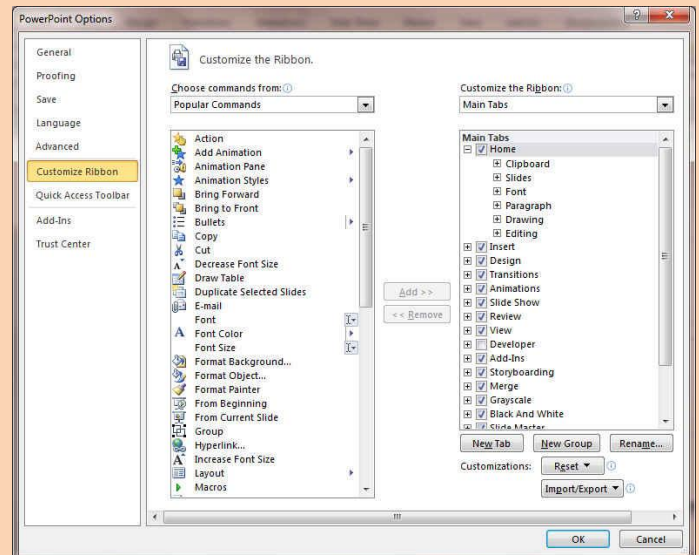 PowerPoint Options
General
Proofing
Save
Language
Advanced
Customize Ribbon
Quick Access Toolbar
Add-Ins
Trust Center
Customize the Ribbon.
Choose commands from:
Popular Commands
Action
Add Animation
Animation Pane
Animation Styles
Bring Forward
Bring to Front
Bullets
Copy
Cut
Decrease Font Size
Draw Table
Duplicate Selected Slides
E-mail
Font
Font Color
Font Size
Format Background...
Format Object...
Format Painter
From Beginning
From Current Slide
Group
Hyperlink...
Increase Font Size
Layout
Macros
Add >>
<< Remove
Customize the Ribbon:
Main Tabs
Main Tabs
Home
Clipboard
Slides
Font
Paragraph
Drawing
Editing
Insert
Design
Transitions
Animations
Slide Show
Review
View
Developer
Add-Ins
Storyboarding
Merge
Grayscale
Black And White
Slide Master
New Tab
New Group
Rename...
Customizations:
Reset
Import/Export
OK
Cancel